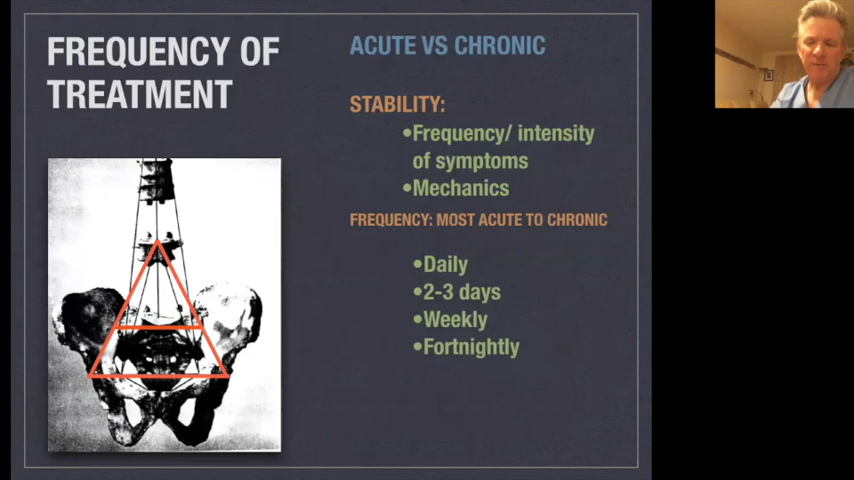 FREQUENCY OF
TREATMENT
ACUTE VS CHRONIC
STABILITY:
•Frequency/ intensity
of symptoms
•Mechanics
FREQUENCY: MOST ACUTE TO CHRONIC
•Daily
•2-3 days
•Weekly
•Fortnightly